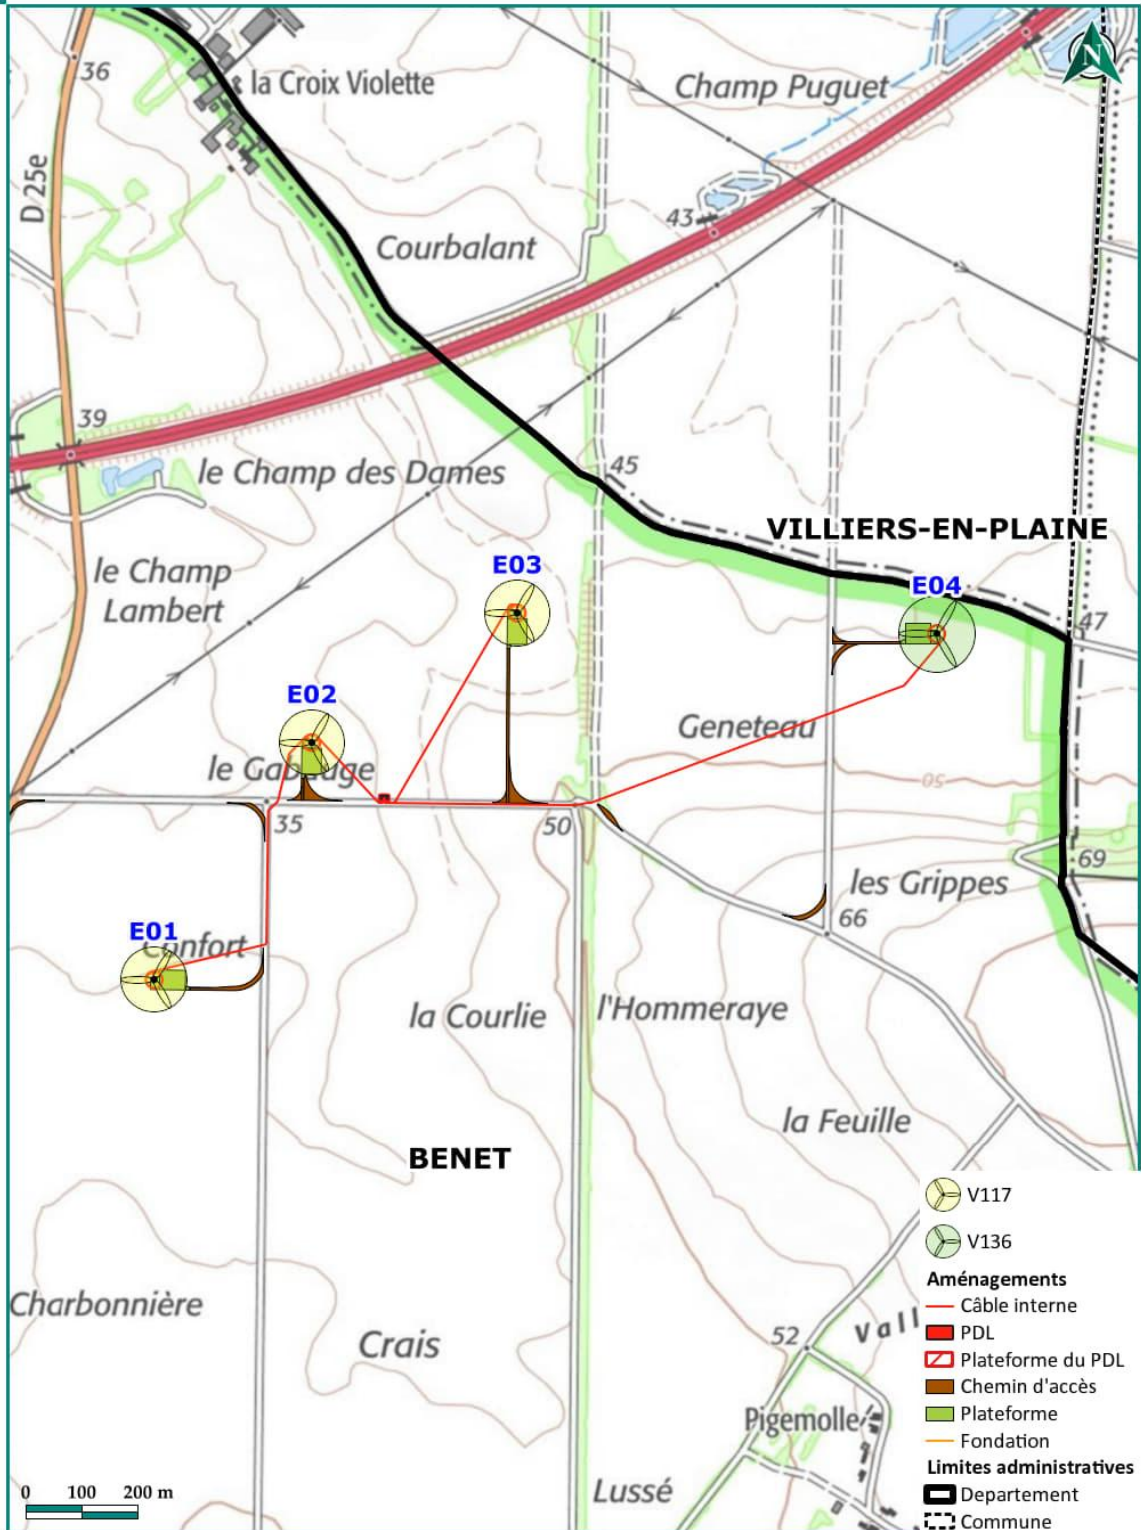 N
36
la Croix Violette
Champ Puguet
D 25e
43
Courbalant
39
le Champ des Dames
45
VILLIERS-EN-PLAINE
le Champ
Lambert
E03
E04
47
E02
Geneteau
le Gabauge
50
35
50
69
les Grippes
66
E01
Confort
la Courlie
l'Hommeraye
la Feuille
BENET
V117
V136
Aménagements
Câble interne
PDL
Plateforme du PDL
Chemin d'accès
Plateforme
Fondation
Limites administratives
Departement
Commune
Charbonnière
Crais
52
Vall
Pigemolle
Lussé
0 100 200 m